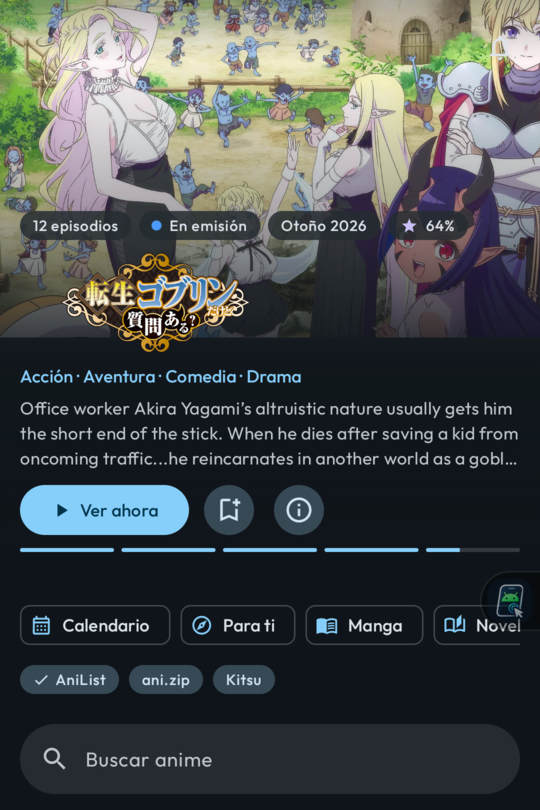 12 episodios
En emisión
Otoño 2026
64%
転生ゴブリンだけど
質問ある?
Acción · Aventura · Comedia · Drama
Office worker Akira Yagami's altruistic nature usually gets him
the short end of the stick. When he dies after saving a kid from
oncoming traffic...he reincarnates in another world as a gobl...
Ver ahora
Calendario
Para ti
Manga
Novel
AniList
ani.zip
Kitsu
Buscar anime